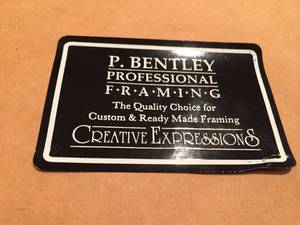 P. BENTLEY
PROFESSIONAL
F·R·A·M·I·N·G
The Quality Choice for
Custom & Ready Made Framing
CREATIVE EXPRESSIONS